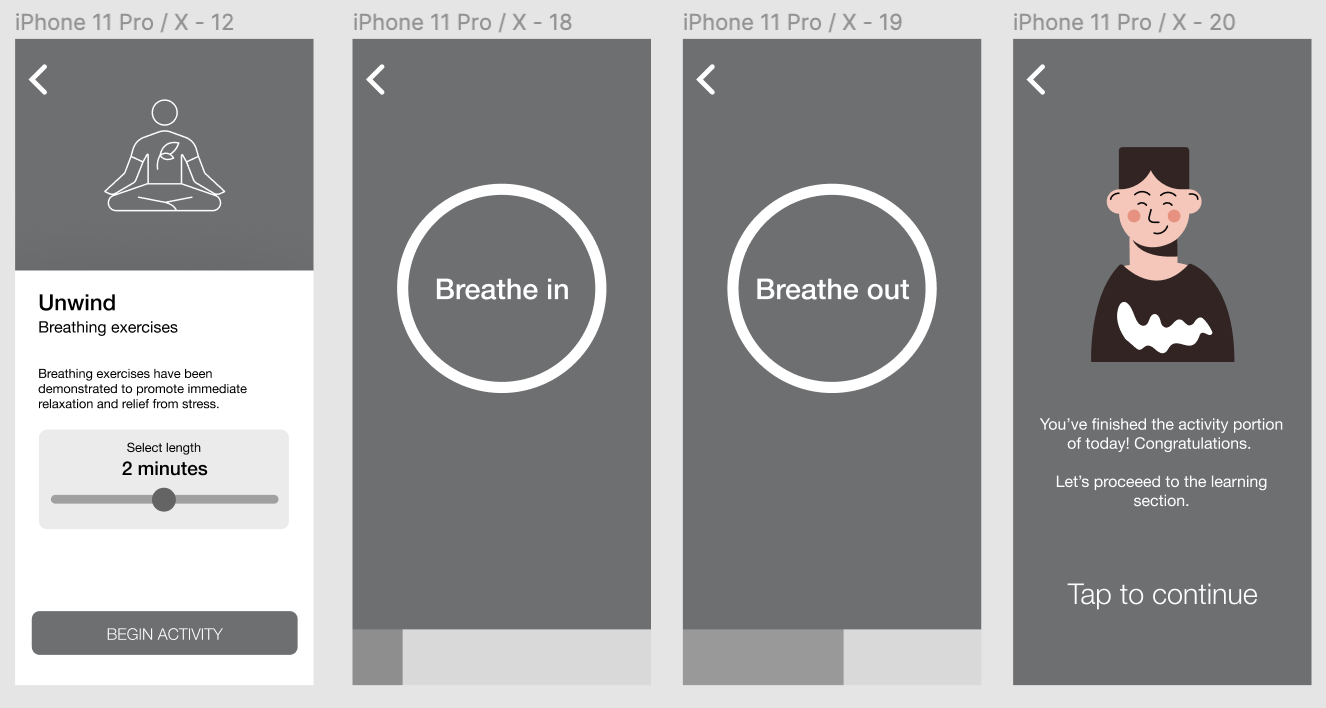 iPhone 11 Pro / X - 12
Unwind
Breathing exercises
Breathing exercises have been
demonstrated to promote immediate
relaxation and relief from stress.
Select length
2 minutes
BEGIN ACTIVITY
iPhone 11 Pro / X - 18
Breathe in
iPhone 11 Pro / X - 19
Breathe out
iPhone 11 Pro / X - 20
You've finished the activity portion
of today! Congratulations.
Let's proceeed to the learning
section.
Tap to continue